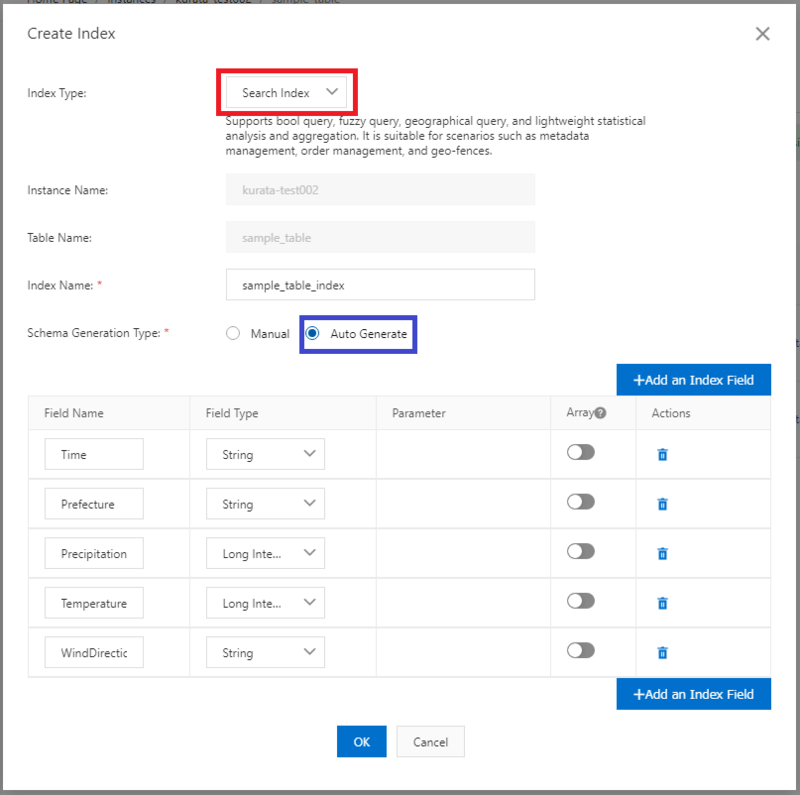 Home Page / Instances / kurata-test002 / sample_table
Create Index
Index Type:
Search Index
Supports bool query, fuzzy query, geographical query, and lightweight statistical
analysis and aggregation. It is suitable for scenarios such as metadata
management, order management, and geo-fences.
Instance Name:
kurata-test002
Table Name:
sample_table
Index Name: *
sample_table_index
Schema Generation Type: *
Manual
Auto Generate
+Add an Index Field
Field Name Field Type Parameter Array? Actions
Time String
Prefecture String
Precipitation Long Inte...
Temperature Long Inte...
WindDirectic String
+Add an Index Field
OK Cancel